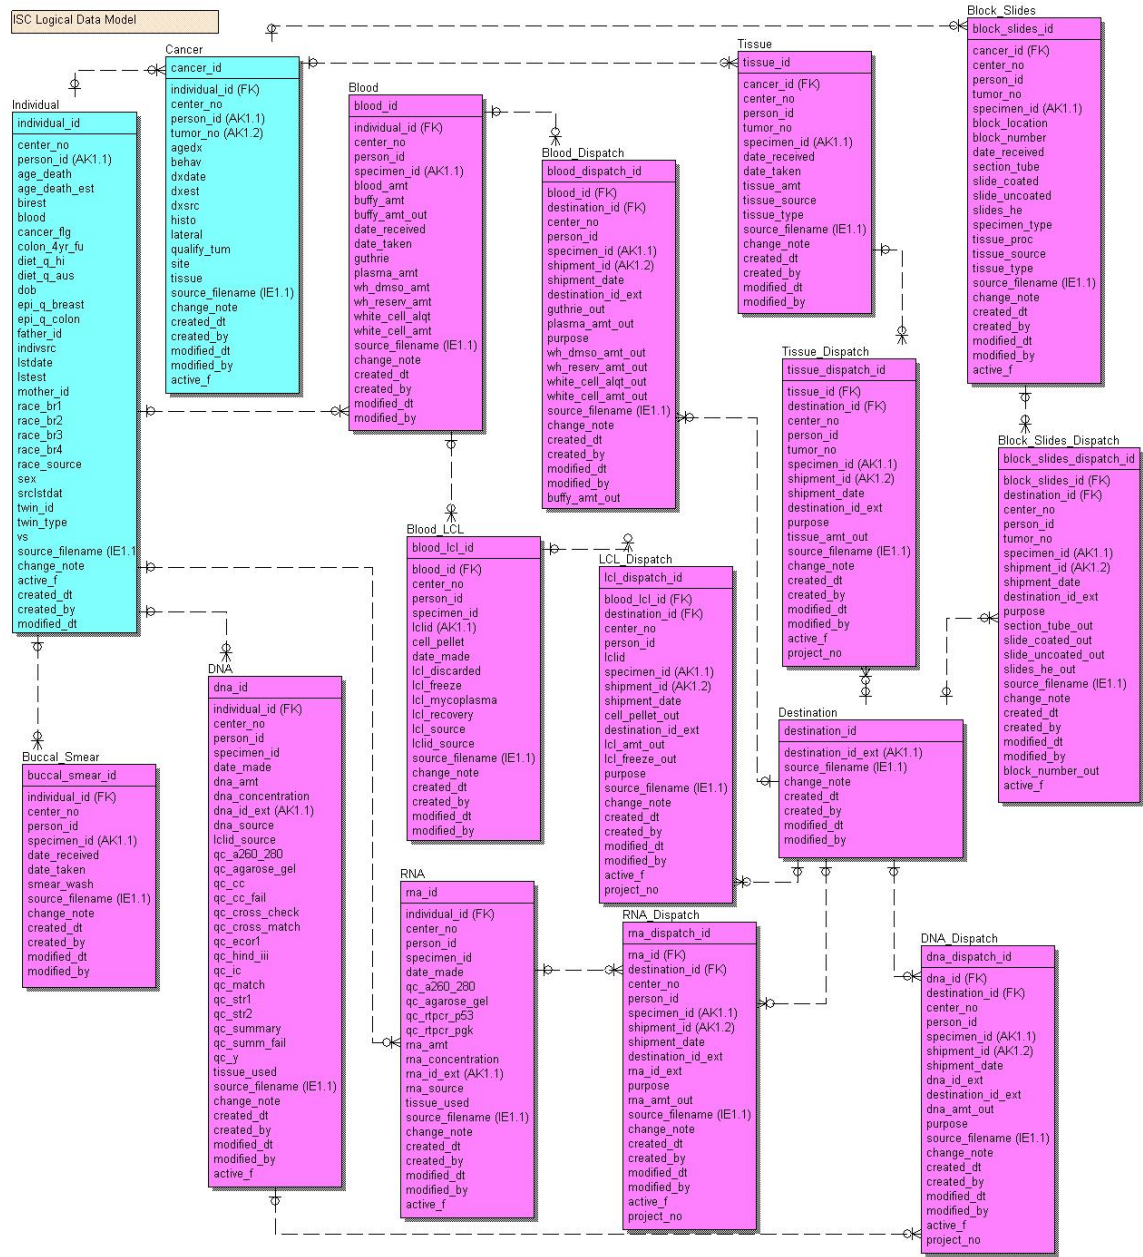 ISC Logical Data Model
Individual
individual_id
center_no
person_id (AK1.1)
age_death
age_death_est
birest
blood
cancer_flg
colon_4yr_fu
diet_q_hi
diet_q_aus
dob
epi_q_breast
epi_q_colon
father_id
indivsrc
lstdate
lstest
mother_id
race_br1
race_br2
race_br3
race_br4
race_source
sex
srclstdat
twin_id
twin_type
vs
source_filename (IE1.1
change_note
active_f
created_dt
created_by
modified_dt
Cancer
cancer_id
individual_id (FK)
center_no
person_id (AK1.1)
tumor_no (AK1.2)
agedx
behav
dxdate
dxest
dxsrc
histo
lateral
qualify_tum
site
tissue
source_filename (IE1.1)
change_note
created_dt
created_by
modified_dt
modified_by
active_f
Blood
blood_id
individual_id (FK)
center_no
person_id
specimen_id (AK1.1)
blood_amt
buffy_amt
buffy_amt_out
date_received
date_taken
guthrie
plasma_amt
wh_dmso_amt
wh_reserv_amt
white_cell_alqt
white_cell_amt
source_filename (IE1.1)
change_note
created_dt
created_by
modified_dt
modified_by
Blood_Dispatch
blood_dispatch_id
blood_id (FK)
destination_id (FK)
center_no
person_id
specimen_id (AK1.1)
shipment_id (AK1.2)
shipment_date
destination_id_ext
guthrie_out
plasma_amt_out
purpose
wh_dmso_amt_out
wh_reserv_amt_out
white_cell_alqt_out
white_cell_amt_out
source_filename (IE1.1)
change_note
created_dt
created_by
modified_dt
modified_by
buffy_amt_out
Tissue
tissue_id
cancer_id (FK)
center_no
person_id
tumor_no
specimen_id (AK1.1)
date_received
date_taken
tissue_amt
tissue_source
tissue_type
source_filename (IE1.1)
change_note
created_dt
created_by
modified_dt
modified_by
Block_Slides
block_slides_id
cancer_id (FK)
center_no
person_id
tumor_no
specimen_id (AK1.1)
block_location
block_number
date_received
section_tube
slide_coated
slide_uncoated
slides_he
specimen_type
tissue_proc
tissue_source
tissue_type
source_filename (IE1.1)
change_note
created_dt
created_by
modified_dt
modified_by
active_f
Tissue_Dispatch
tissue_dispatch_id
tissue_id (FK)
destination_id (FK)
center_no
person_id
tumor_no
specimen_id (AK1.1)
shipment_id (AK1.2)
shipment_date
destination_id_ext
purpose
tissue_amt_out
source_filename (IE1.1)
change_note
created_dt
created_by
modified_dt
modified_by
active_f
project_no
Block_Slides_Dispatch
block_slides_dispatch_id
block_slides_id (FK)
destination_id (FK)
center_no
person_id
tumor_no
specimen_id (AK1.1)
shipment_id (AK1.2)
shipment_date
destination_id_ext
purpose
section_tube_out
slide_coated_out
slide_uncoated_out
slides_he_out
source_filename (IE1.1)
change_note
created_dt
created_by
modified_dt
modified_by
block_number_out
active_f
Blood_LCL
blood_lcl_id
blood_id (FK)
center_no
person_id
specimen_id
lclid (AK1.1)
cell_pellet
date_made
lcl_discarded
lcl_freeze
lcl_mycoplasma
lcl_recovery
lcl_source
lclid_source
source_filename (IE1.1)
change_note
created_dt
created_by
modified_dt
modified_by
LCL_Dispatch
lcl_dispatch_id
blood_lcl_id (FK)
destination_id (FK)
center_no
person_id
lclid
specimen_id (AK1.1)
shipment_id (AK1.2)
shipment_date
cell_pellet_out
destination_id_ext
lcl_amt_out
lcl_freeze_out
purpose
source_filename (IE1.1)
change_note
created_dt
created_by
modified_dt
modified_by
active_f
project_no
Destination
destination_id
destination_id_ext (AK1.1)
source_filename (IE1.1)
change_note
created_dt
created_by
modified_dt
modified_by
DNA
dna_id
individual_id (FK)
center_no
person_id
specimen_id
date_made
dna_amt
dna_concentration
dna_id_ext (AK1.1)
dna_source
lclid_source
qc_a260_280
qc_agarose_gel
qc_cc
qc_cc_fail
qc_cross_check
qc_cross_match
qc_ecor1
qc_hind_iii
qc_ic
qc_match
qc_str1
qc_str2
qc_summary
qc_summ_fail
qc_y
tissue_used
source_filename (IE1.1)
change_note
created_dt
created_by
modified_dt
modified_by
active_f
Buccal_Smear
buccal_smear_id
individual_id (FK)
center_no
person_id
specimen_id (AK1.1)
date_received
date_taken
smear_wash
source_filename (IE1.1)
change_note
created_dt
created_by
modified_dt
modified_by
RNA
rna_id
individual_id (FK)
center_no
person_id
specimen_id
date_made
qc_a260_280
qc_agarose_gel
qc_rtpcr_p53
qc_rtpcr_pgk
rna_amt
rna_concentration
rna_id_ext (AK1.1)
rna_source
tissue_used
source_filename (IE1.1)
change_note
created_dt
created_by
modified_dt
modified_by
active_f
RNA_Dispatch
rna_dispatch_id
rna_id (FK)
destination_id (FK)
center_no
person_id
specimen_id (AK1.1)
shipment_id (AK1.2)
shipment_date
destination_id_ext
rna_id_ext
purpose
rna_amt_out
source_filename (IE1.1)
change_note
created_dt
created_by
modified_dt
modified_by
active_f
project_no
DNA_Dispatch
dna_dispatch_id
dna_id (FK)
destination_id (FK)
center_no
person_id
specimen_id (AK1.1)
shipment_id (AK1.2)
shipment_date
dna_id_ext
destination_id_ext
dna_amt_out
purpose
source_filename (IE1.1)
change_note
created_dt
created_by
modified_dt
modified_by
active_f
project_no